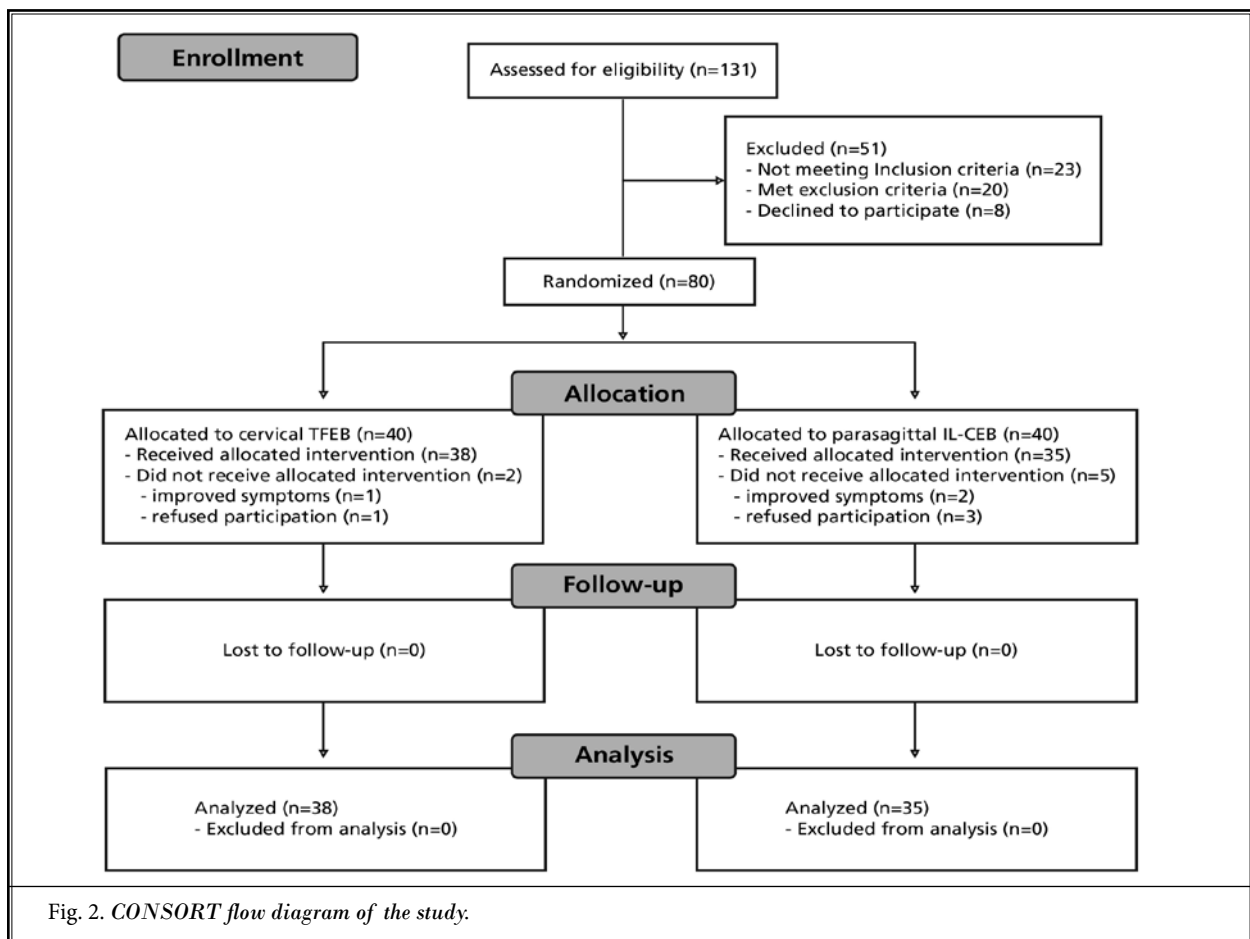 Enrollment
Assessed for eligibility (n=131)
Excluded (n=51)
- Not meeting Inclusion criteria (n=23)
- Met exclusion criteria (n=20)
- Declined to participate (n=8)
Randomized (n=80)
Allocation
Allocated to cervical TFEB (n=40)
- Received allocated intervention (n=38)
- Did not receive allocated intervention (n=2)
- improved symptoms (n=1)
- refused participation (n=1)
Allocated to parasagittal IL-CEB (n=40)
- Received allocated intervention (n=35)
- Did not receive allocated intervention (n=5)
- improved symptoms (n=2)
- refused participation (n=3)
Follow-up
Lost to follow-up (n=0)
Lost to follow-up (n=0)
Analysis
Analyzed (n=38)
- Excluded from analysis (n=0)
Analyzed (n=35)
- Excluded from analysis (n=0)
Fig. 2. CONSORT flow diagram of the study.